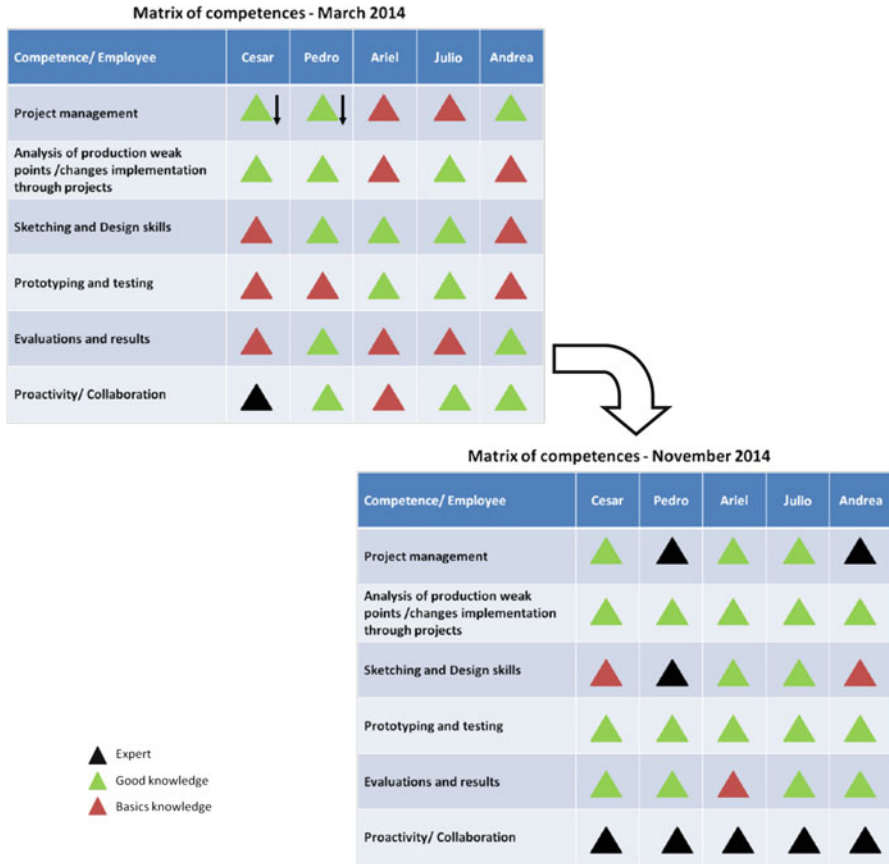 Matrix of competences - March 2014
Competence/ Employee Cesar Pedro Ariel Julio Andrea
Project management
Analysis of production weak
points /changes implementation
through projects
Sketching and Design skills
Prototyping and testing
Evaluations and results
Proactivity/ Collaboration
Matrix of competences - November 2014
Competence/ Employee Cesar Pedro Ariel Julio Andrea
Project management
Analysis of production weak
points /changes implementation
through projects
Sketching and Design skills
Prototyping and testing
Evaluations and results
Proactivity/ Collaboration
Expert
Good knowledge
Basics knowledge